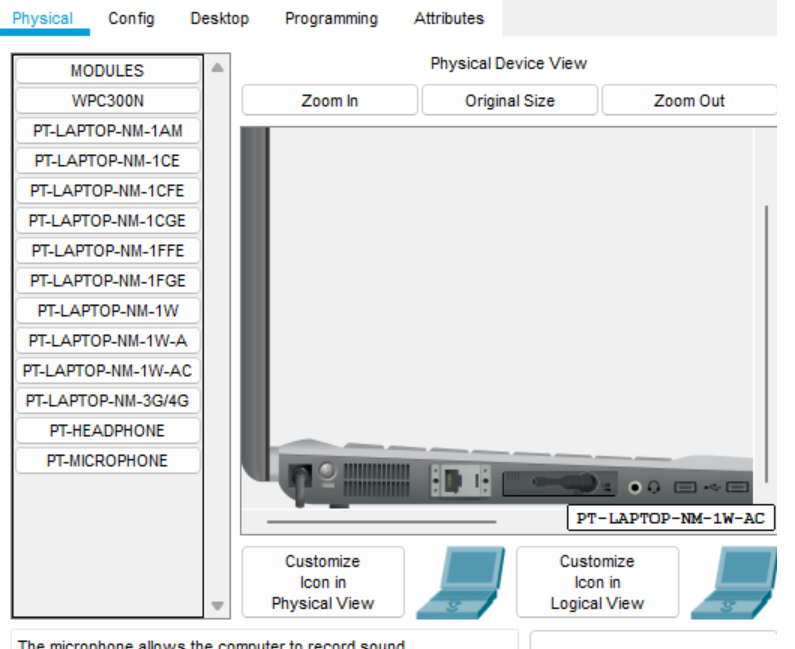 Physical Config Desktop Programming Attributes
MODULES
WPC300N
PT-LAPTOP-NM-1AM
PT-LAPTOP-NM-1CE
PT-LAPTOP-NM-1CFE
PT-LAPTOP-NM-1CGE
PT-LAPTOP-NM-1FFE
PT-LAPTOP-NM-1FGE
PT-LAPTOP-NM-1W
PT-LAPTOP-NM-1W-A
PT-LAPTOP-NM-1W-AC
PT-LAPTOP-NM-3G/4G
PT-HEADPHONE
PT-MICROPHONE
Physical Device View
Zoom In Original Size Zoom Out
PT-LAPTOP-NM-1W-AC
Customize
Icon in
Physical View
Customize
Icon in
Logical View
The microphone allows the computer to record sound